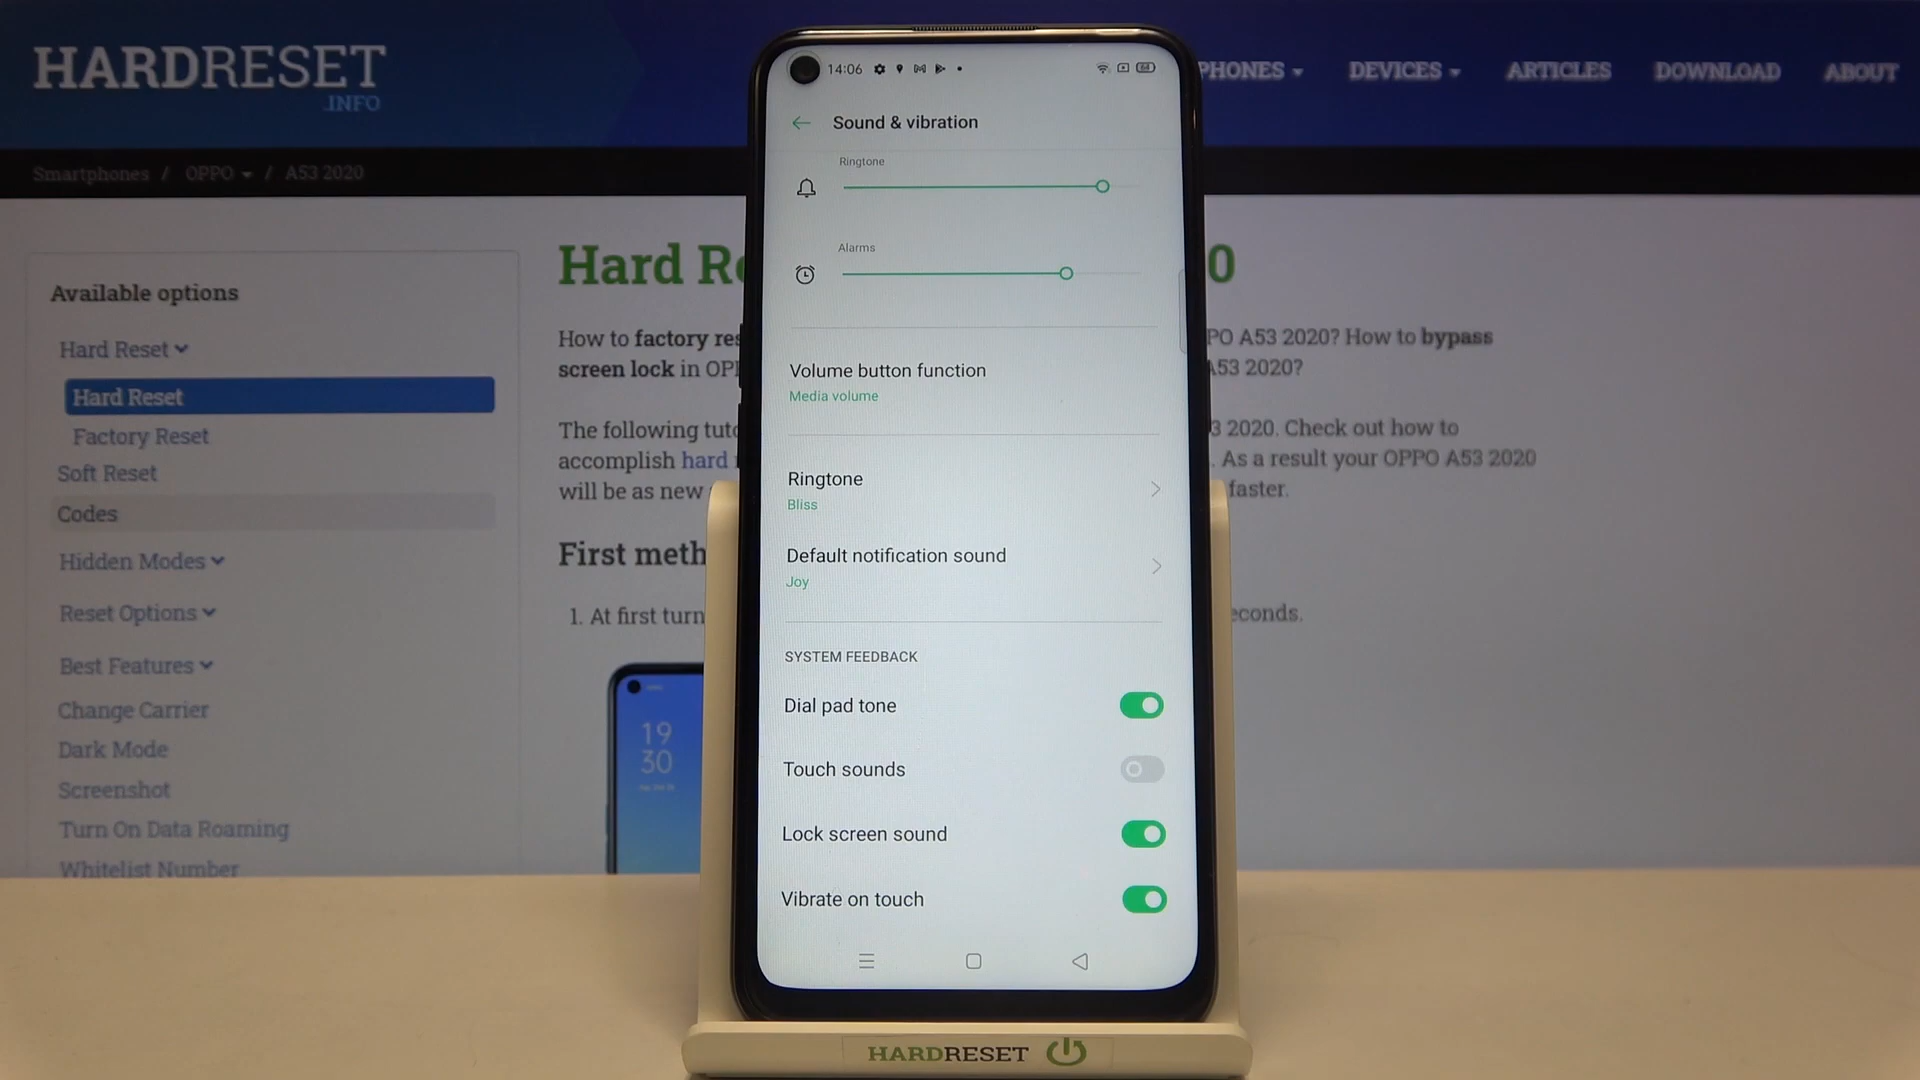 HARDRESET
.INFO
PHONES
DEVICES
ARTICLES
DOWNLOAD
ABOUT
Smartphones / OPPO / A53 2020
Available options
Hard Reset
Hard Reset
Factory Reset
Soft Reset
Codes
Hidden Modes
Reset Options
Best Features
Change Carrier
Dark Mode
Screenshot
Turn On Data Roaming
Whitelist Number
Hard Re
0
How to factory res
PO A53 2020? How to bypass
screen lock in OPP
A53 2020?
The following tuto
3 2020. Check out how to
accomplish hard
. As a result your OPPO A53 2020
will be as new
faster.
First meth
1. At first turn
econds.
19
30
14:06
Sound & vibration
Ringtone
Alarms
Volume button function
Media volume
Ringtone
Bliss
Default notification sound
Joy
SYSTEM FEEDBACK
Dial pad tone
Touch sounds
Lock screen sound
Vibrate on touch
HARDRESET